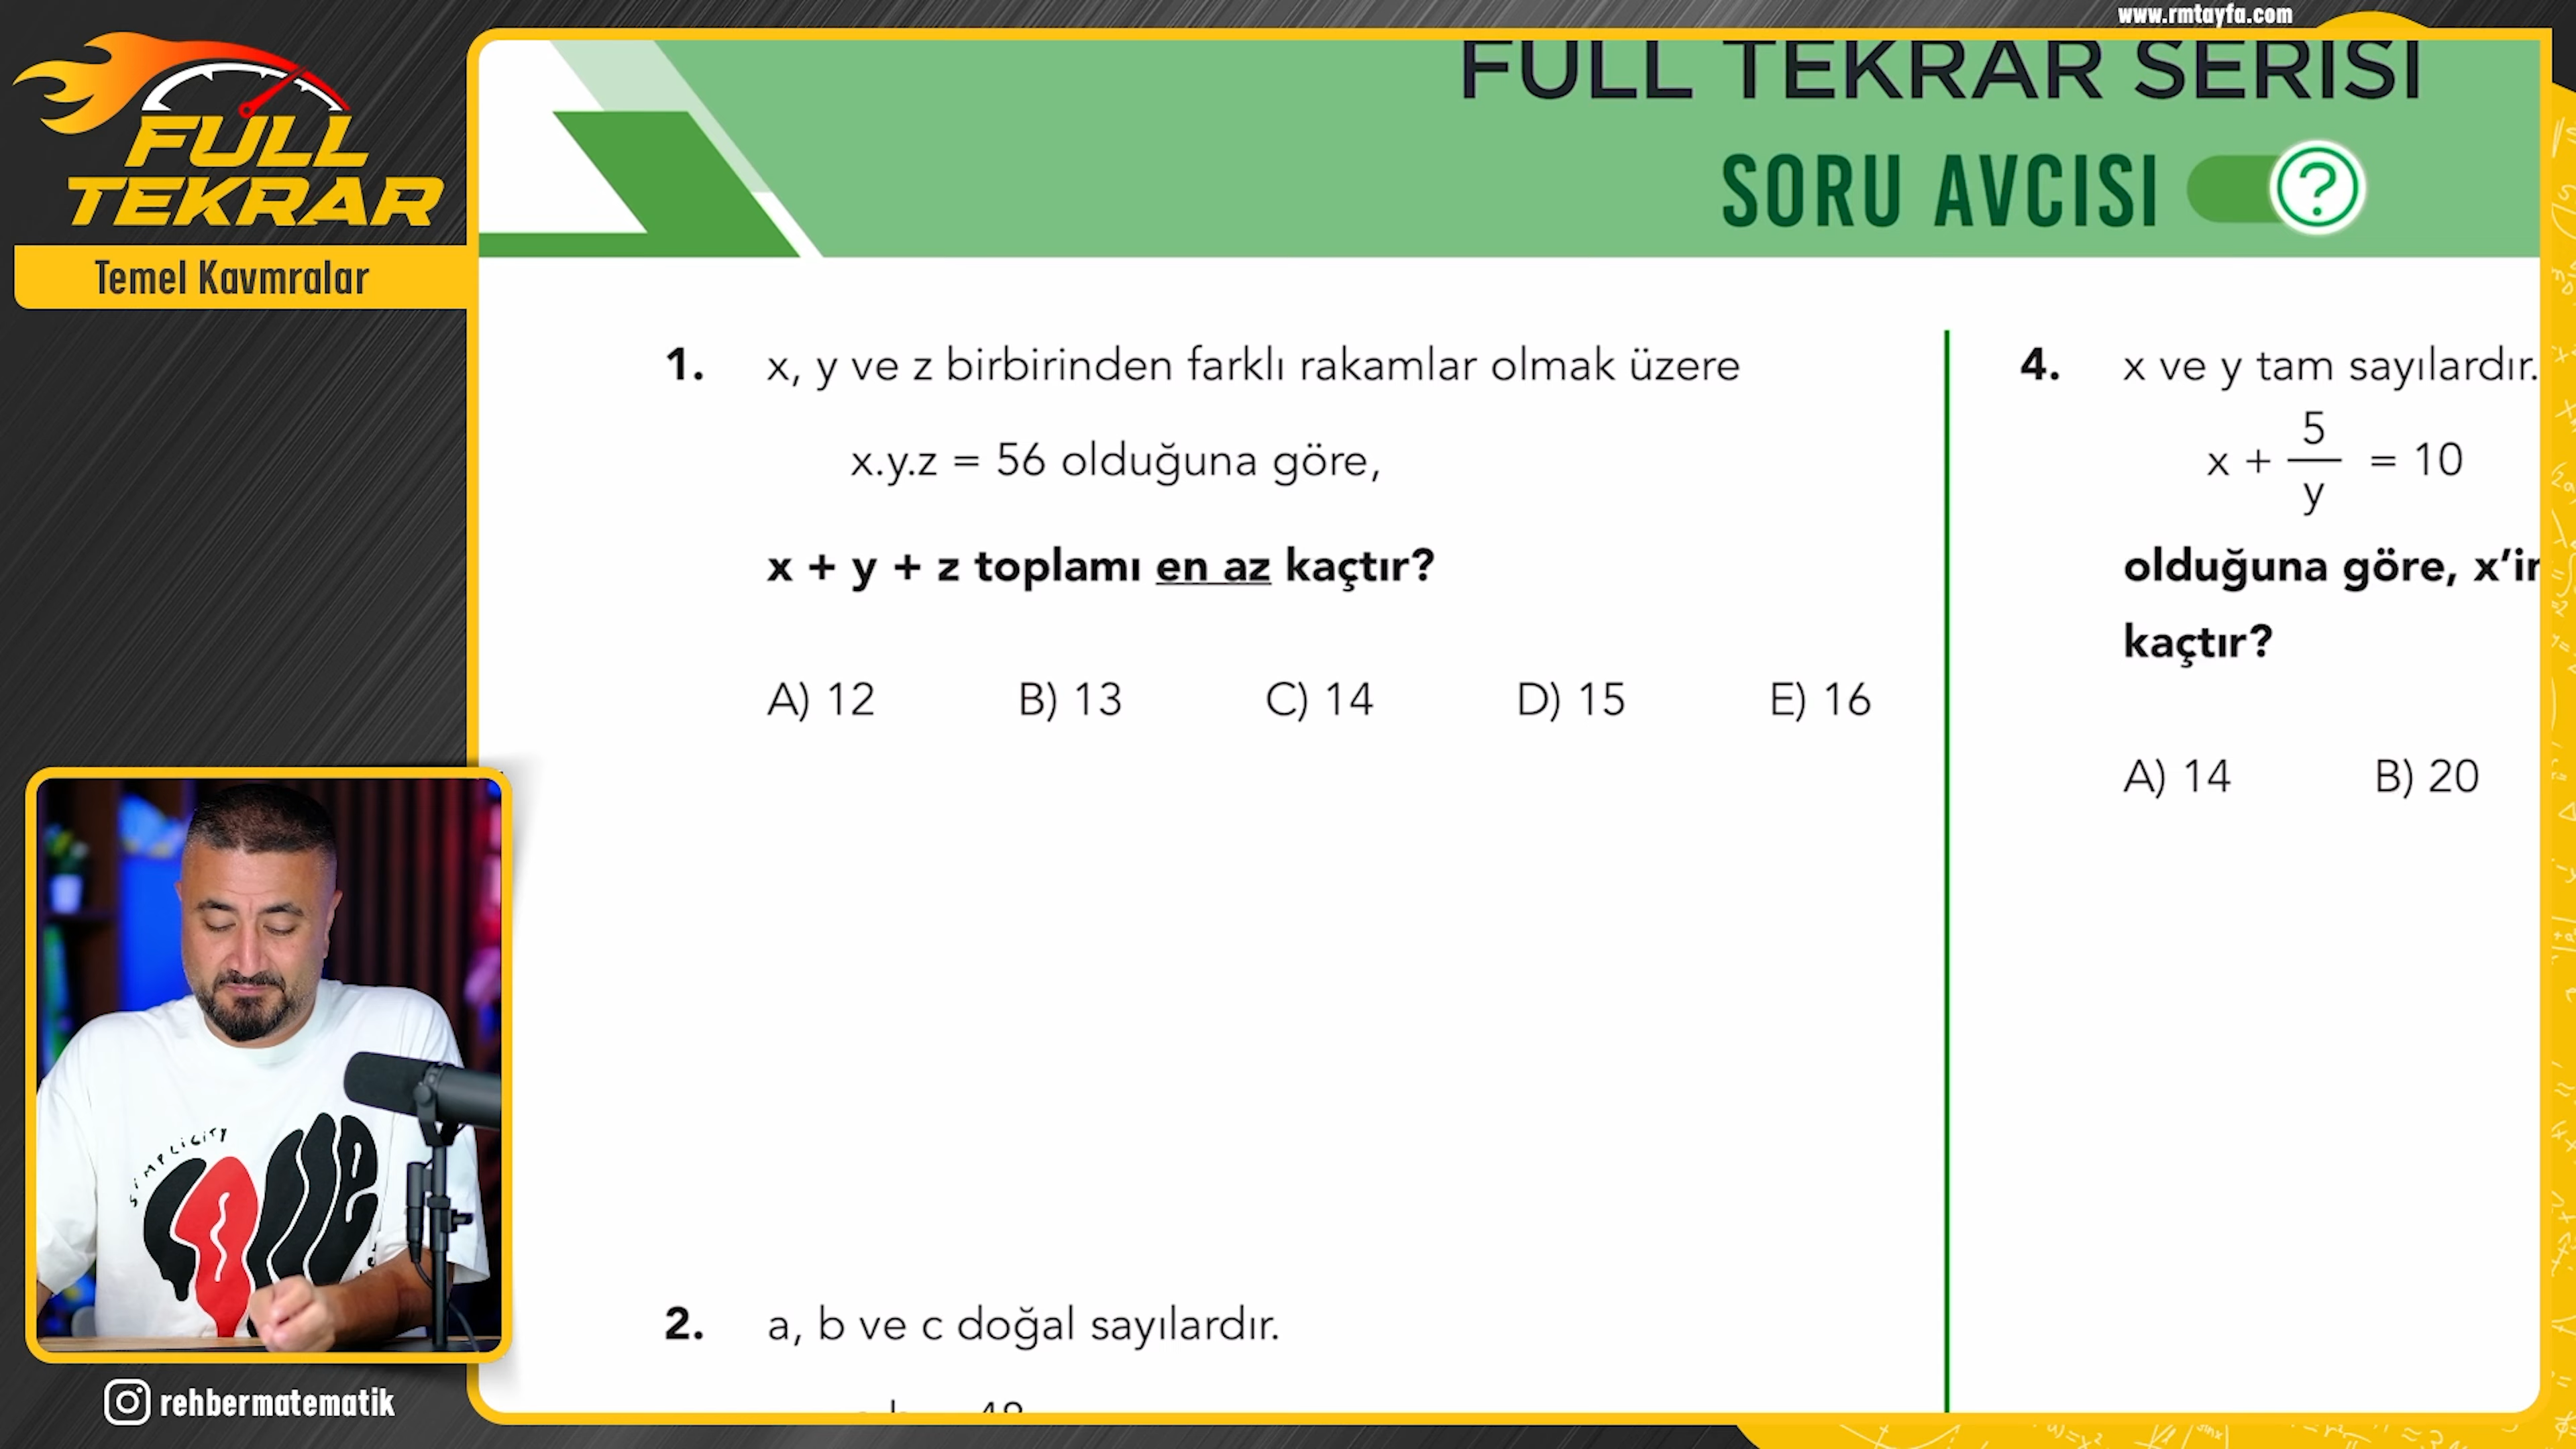 www.rmtayfa.com
FULL
TEKRAR
Temel Kavmralar
FULL TEKRAR SERİSİ
SORU AVCISI ?
1. x, y ve z birbirinden farklı rakamlar olmak üzere
x.y.z = 56 olduğuna göre,
x + y + z toplamı en az kaçtır?
A) 12 B) 13 C) 14 D) 15 E) 16
2. a, b ve c doğal sayılardır.
4. x ve y tam sayılardır.
x + 5/y = 10
olduğuna göre, x'in
kaçtır?
A) 14 B) 20
SiMPLiCiTY
rehbermatematik